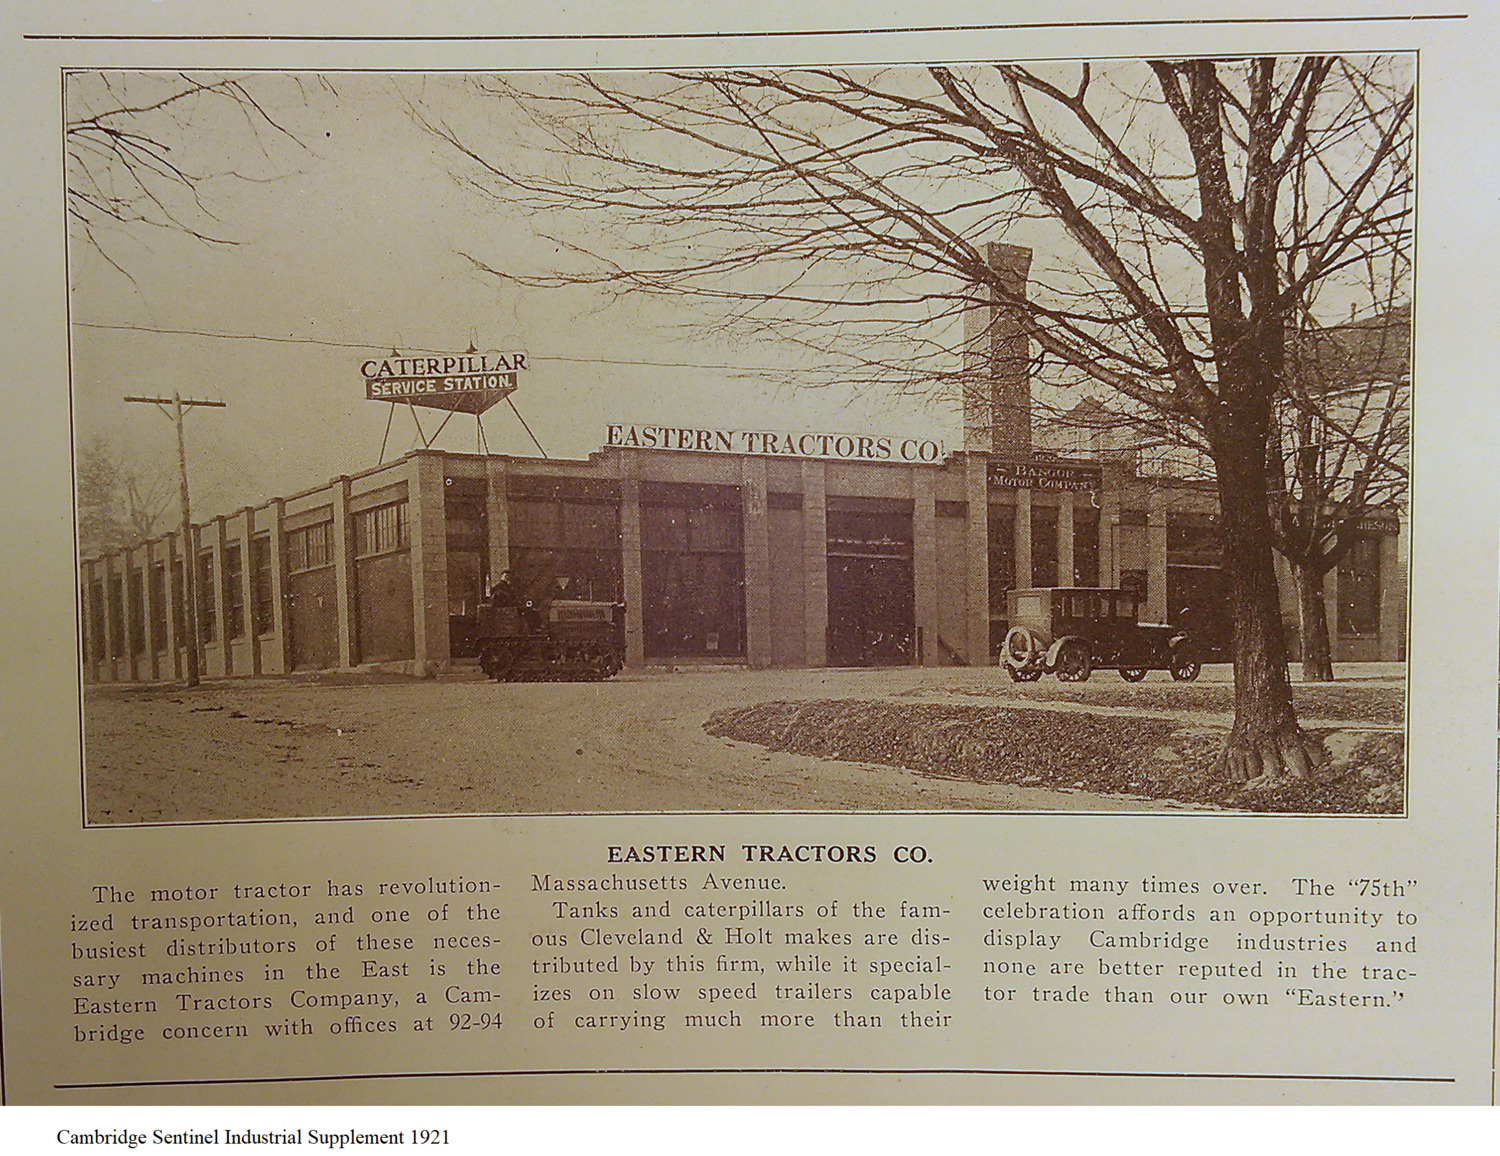 CATERPILLAR
SERVICE STATION.
EASTERN TRACTORS CO.
BANGOR
MOTOR COMPANY
EASTERN TRACTORS CO.
The motor tractor has revolution-
ized transportation, and one of the
busiest distributors of these neces-
sary machines in the East is the
Eastern Tractors Company, a Cam-
bridge concern with offices at 92-94
Massachusetts Avenue.
Tanks and caterpillars of the fam-
ous Cleveland & Holt makes are dis-
tributed by this firm, while it special-
izes on slow speed trailers capable
of carrying much more than their
weight many times over. The "75th"
celebration affords an opportunity to
display Cambridge industries and
none are better reputed in the trac-
tor trade than our own "Eastern."
Cambridge Sentinel Industrial Supplement 1921